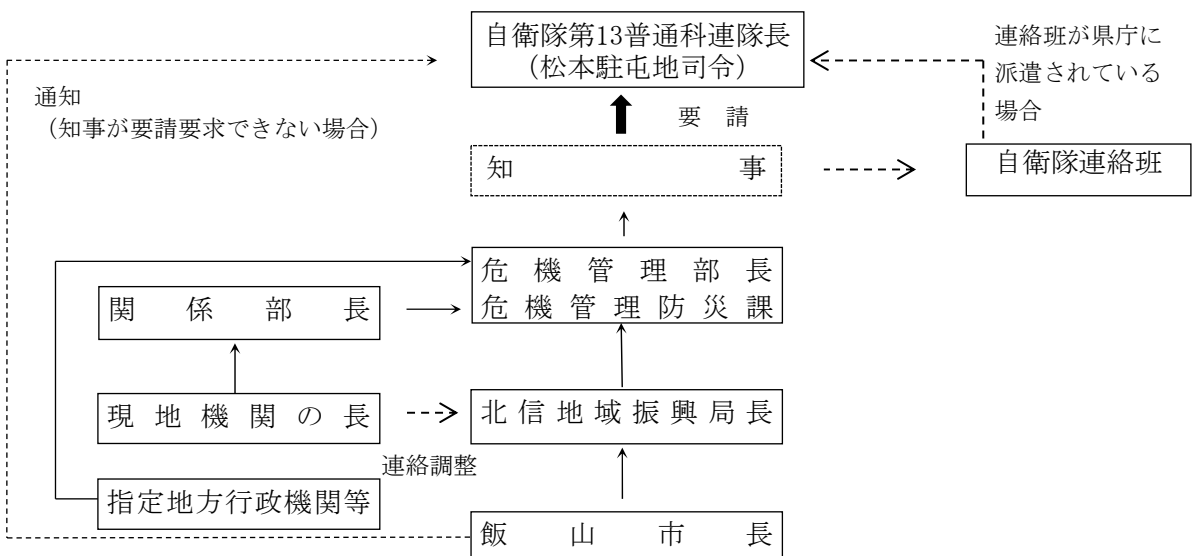 自衛隊第13普通科連隊長
（松本駐屯地司令）
連絡班が県庁に
派遣されている
場合
通知
（知事が要請要求できない場合）
要　請
知　事
自衛隊連絡班
危機管理部長
危機管理防災課
関係部長
現地機関の長
北信地域振興局長
連絡調整
指定地方行政機関等
飯山市長